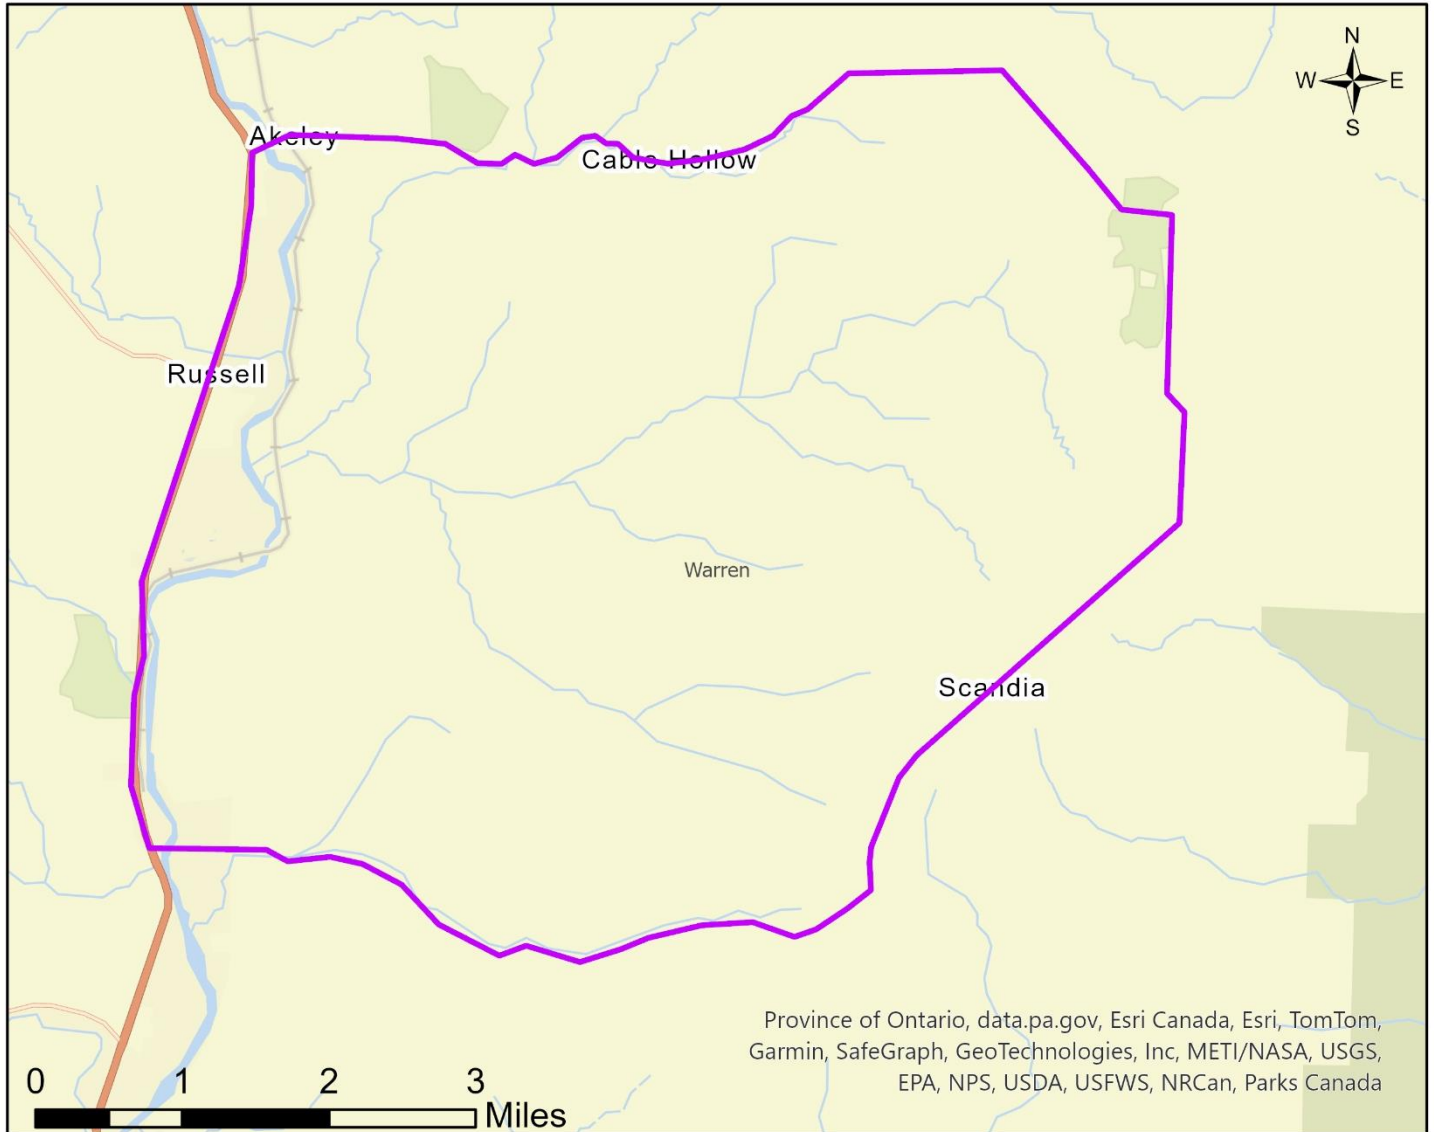 N
W E
S
Akeley
Cable Hollow
Russell
Warren
Scandia
Province of Ontario, data.pa.gov, Esri Canada, Esri, TomTom,
Garmin, SafeGraph, GeoTechnologies, Inc, METI/NASA, USGS,
EPA, NPS, USDA, USFWS, NRCan, Parks Canada
0 1 2 3
Miles